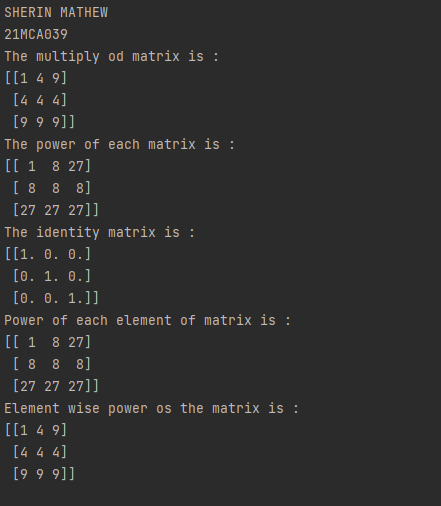 SHERIN MATHEW
21MCA039
The multiply od matrix is :
[[1 4 9]
 [4 4 4]
 [9 9 9]]
The power of each matrix is :
[[ 1  8 27]
 [ 8  8  8]
 [27 27 27]]
The identity matrix is :
[[1. 0. 0.]
 [0. 1. 0.]
 [0. 0. 1.]]
Power of each element of matrix is :
[[ 1  8 27]
 [ 8  8  8]
 [27 27 27]]
Element wise power os the matrix is :
[[1 4 9]
 [4 4 4]
 [9 9 9]]